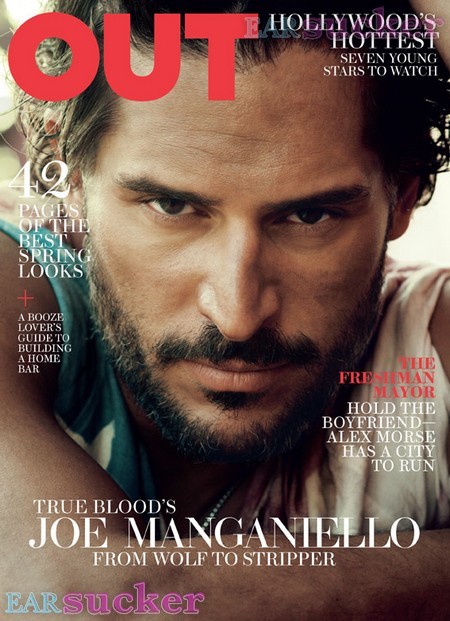 OUT
EARsucker
HOLLYWOOD'S
HOTTEST
SEVEN YOUNG
STARS TO WATCH
42
PAGES
OF THE
BEST
SPRING
LOOKS
+
A BOOZE
LOVER'S
GUIDE TO
BUILDING
A HOME
BAR
THE
FRESHMAN
MAYOR
HOLD THE
BOYFRIEND—
ALEX MORSE
HAS A CITY
TO RUN
TRUE BLOOD'S
JOE MANGANIELLO
FROM WOLF TO STRIPPER
EARsucker